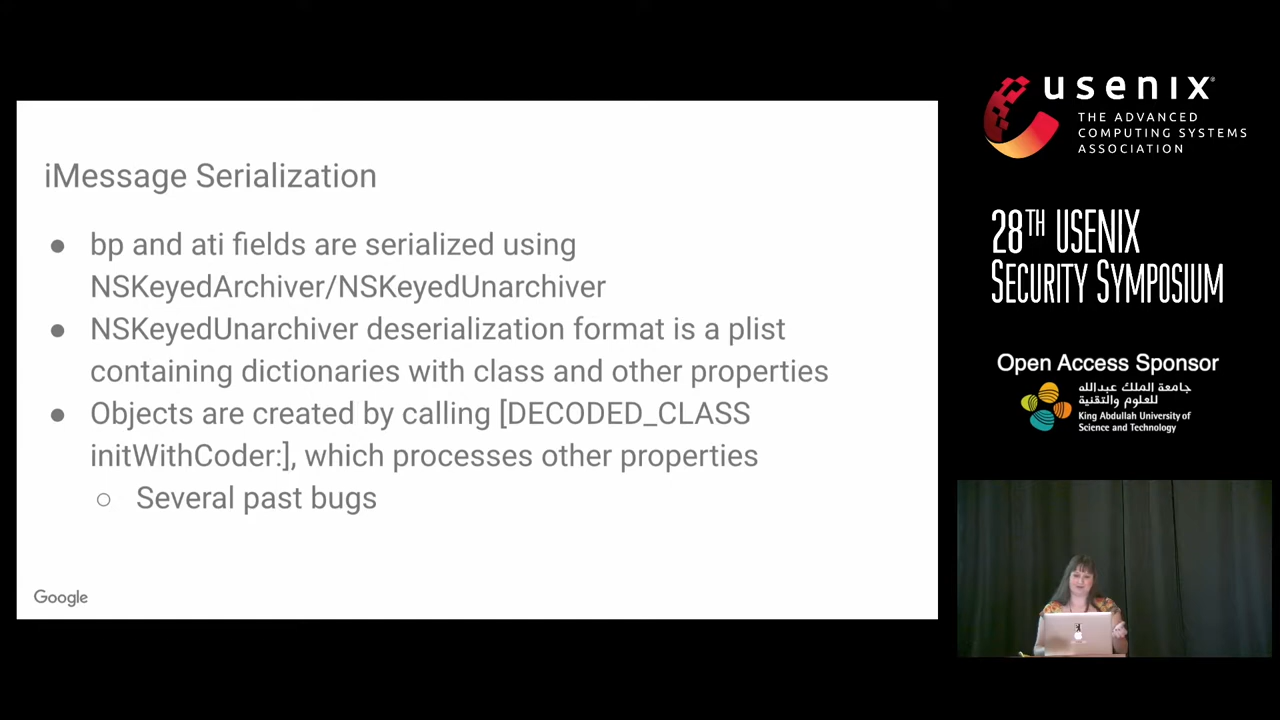 iMessage Serialization
● bp and ati fields are serialized using
NSKeyedArchiver/NSKeyedUnarchiver
● NSKeyedUnarchiver deserialization format is a plist
containing dictionaries with class and other properties
● Objects are created by calling [DECODED_CLASS
initWithCoder:], which processes other properties
○ Several past bugs
Google
usenix®
THE ADVANCED
COMPUTING SYSTEMS
ASSOCIATION
28TH USENIX
SECURITY SYMPOSIUM
Open Access Sponsor
جامعة الملك عبدالله
للعلوم والتقنية
King Abdullah University of
Science and Technology